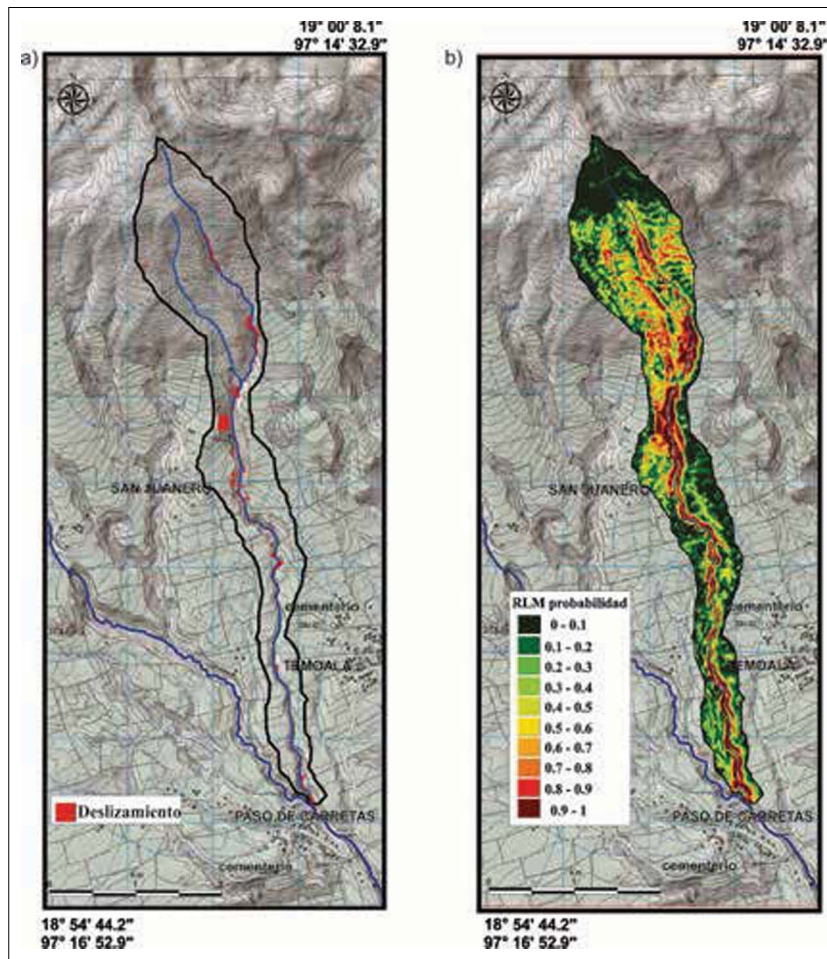 19° 00' 8.1"
97° 14' 32.9"
a)
SAN JUANERO
cementerio
TEMOALA
Deslizamiento
PASO DE CARRETAS
cementerio
18° 54' 44.2"
97° 16' 52.9"
19° 00' 8.1"
97° 14' 32.9"
b)
SAN JUANERO
RLM probabilidad
0 - 0.1
0.1 - 0.2
0.2 - 0.3
0.3 - 0.4
0.4 - 0.5
0.5 - 0.6
0.6 - 0.7
0.7 - 0.8
0.8 - 0.9
0.9 - 1
cementerio
TEMOALA
PASO DE CARRETAS
cementerio
18° 54' 44.2"
97° 16' 52.9"